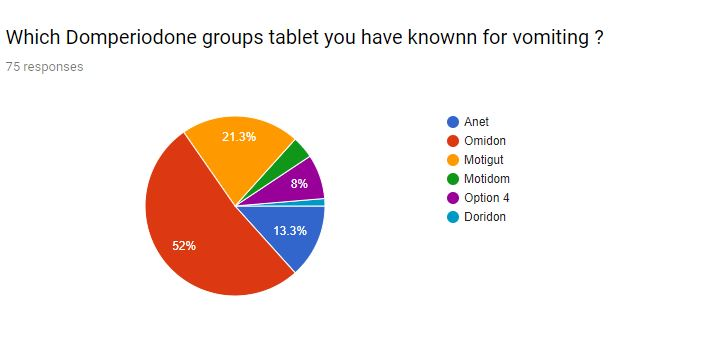 Which Domperiodone groups tablet you have knownn for vomiting ?
75 responses
21.3%
8%
13.3%
52%
Anet
Omidon
Motigut
Motidom
Option 4
Doridon